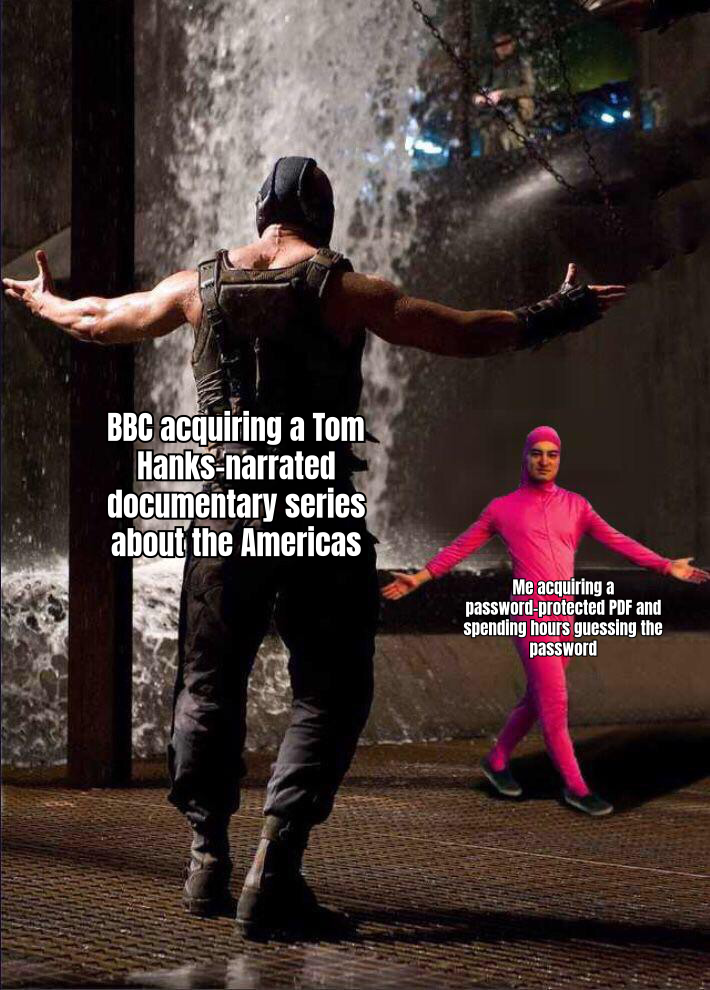 BBC acquiring a Tom
Hanks-narrated
documentary series
about the Americas
Me acquiring a
password-protected PDF and
spending hours guessing the
password